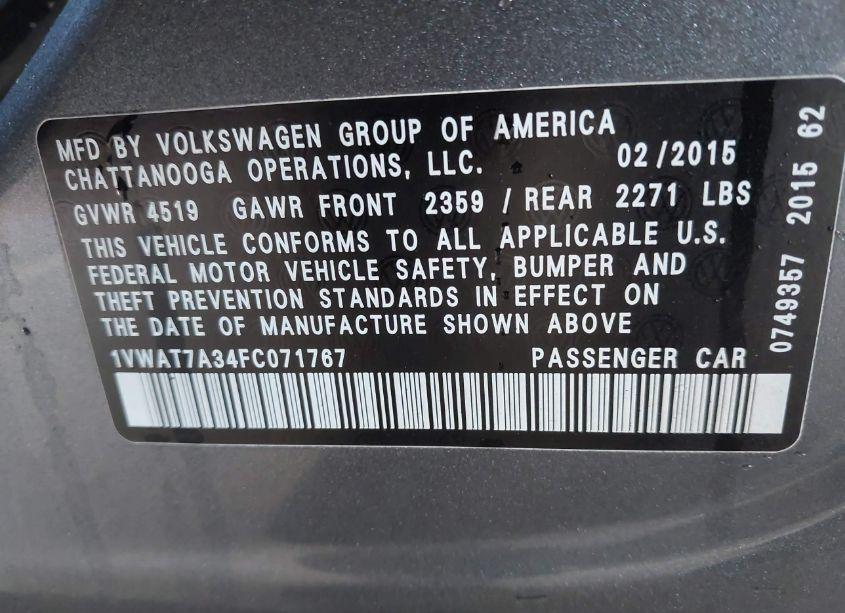 MFD BY VOLKSWAGEN GROUP OF AMERICA
CHATTANOOGA OPERATIONS, LLC. 02/2015
GVWR 4519 GAWR FRONT 2359 / REAR 2271 LBS
THIS VEHICLE CONFORMS TO ALL APPLICABLE U.S.
FEDERAL MOTOR VEHICLE SAFETY, BUMPER AND
THEFT PREVENTION STANDARDS IN EFFECT ON
THE DATE OF MANUFACTURE SHOWN ABOVE
1VWAT7A34FC071767 PASSENGER CAR
0749357 2015 62